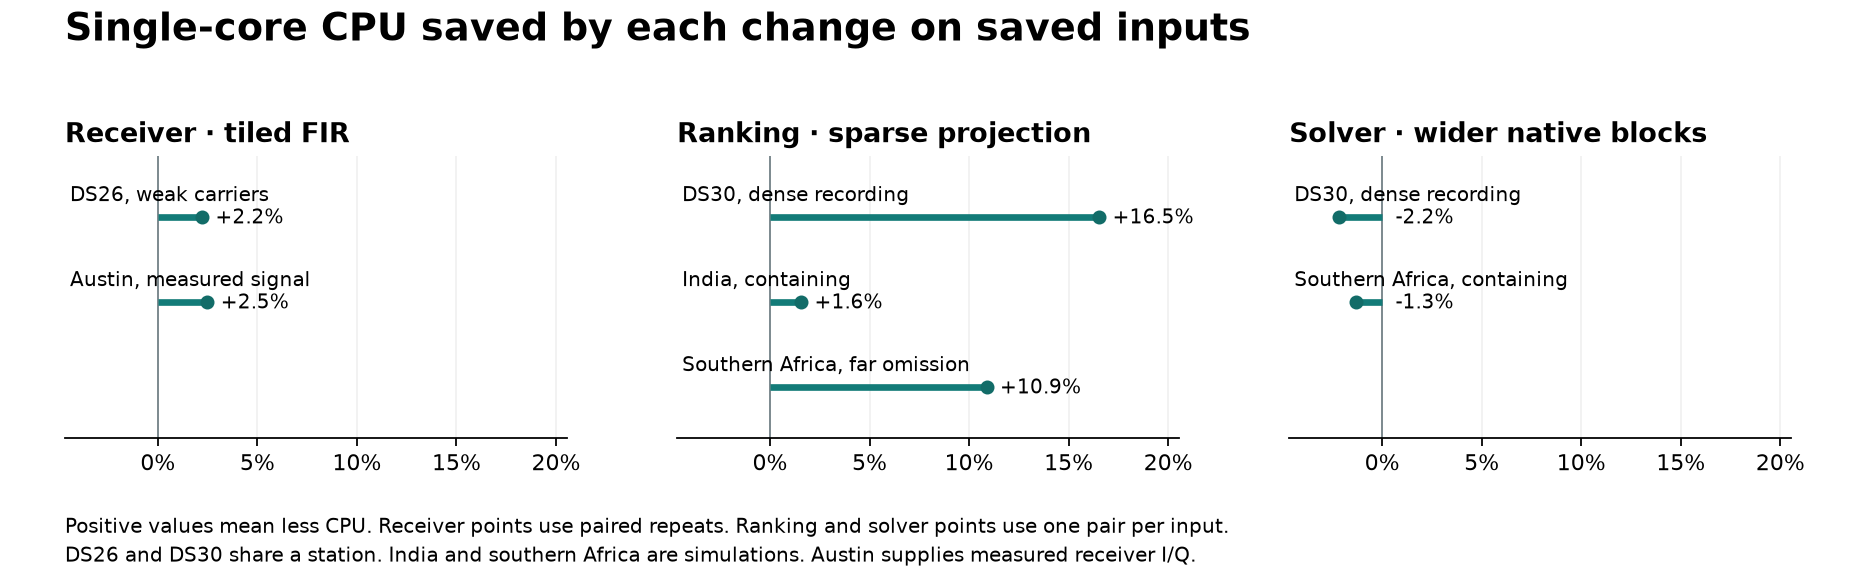 Single-core CPU saved by each change on saved inputs
Receiver · tiled FIR
DS26, weak carriers
+2.2%
Austin, measured signal
+2.5%
0% 5% 10% 15% 20%
Ranking · sparse projection
DS30, dense recording
+16.5%
India, containing
+1.6%
Southern Africa, far omission
+10.9%
0% 5% 10% 15% 20%
Solver · wider native blocks
DS30, dense recording
-2.2%
Southern Africa, containing
-1.3%
0% 5% 10% 15% 20%
Positive values mean less CPU. Receiver points use paired repeats. Ranking and solver points use one pair per input.
DS26 and DS30 share a station. India and southern Africa are simulations. Austin supplies measured receiver I/Q.